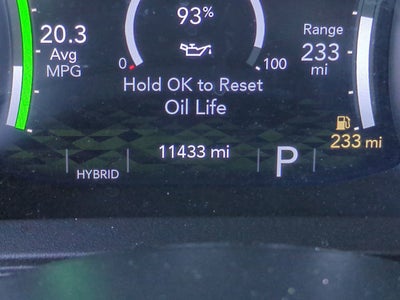 93%
20.3
Avg
MPG
0
100
Range
233
mi
Hold OK to Reset
Oil Life
233 mi
11433 mi
P
HYBRID